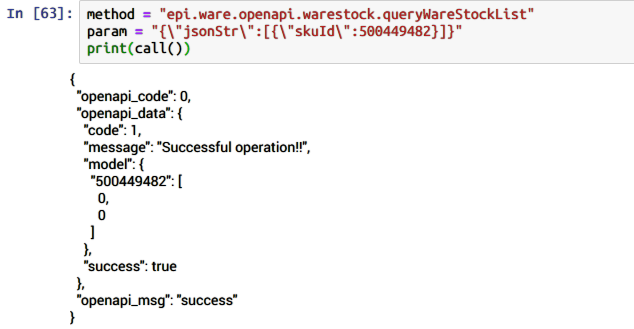 In [63]: method = "epi.ware.openapi.warestock.queryWareStockList"
param = "{\"jsonStr\":[{\"skuId\":500449482}]}"
print(call())
{
"openapi_code": 0,
"openapi_data": {
"code": 1,
"message": "Successful operation!!",
"model": {
"500449482": [
0,
0
]
},
"success": true
},
"openapi_msg": "success"
}